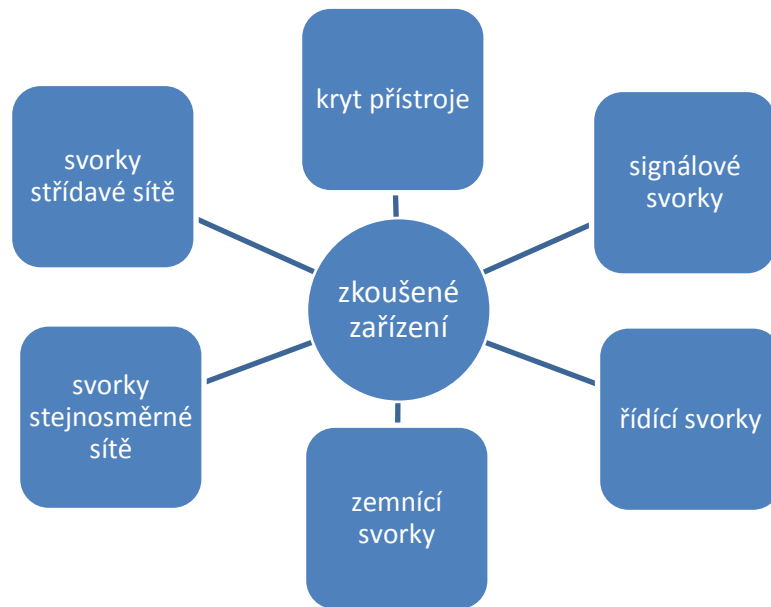 kryt přístroje
svorky
střídavé sítě
signálové
svorky
zkoušené
zařízení
svorky
stejnosměrné
sítě
řídící svorky
zemnící
svorky